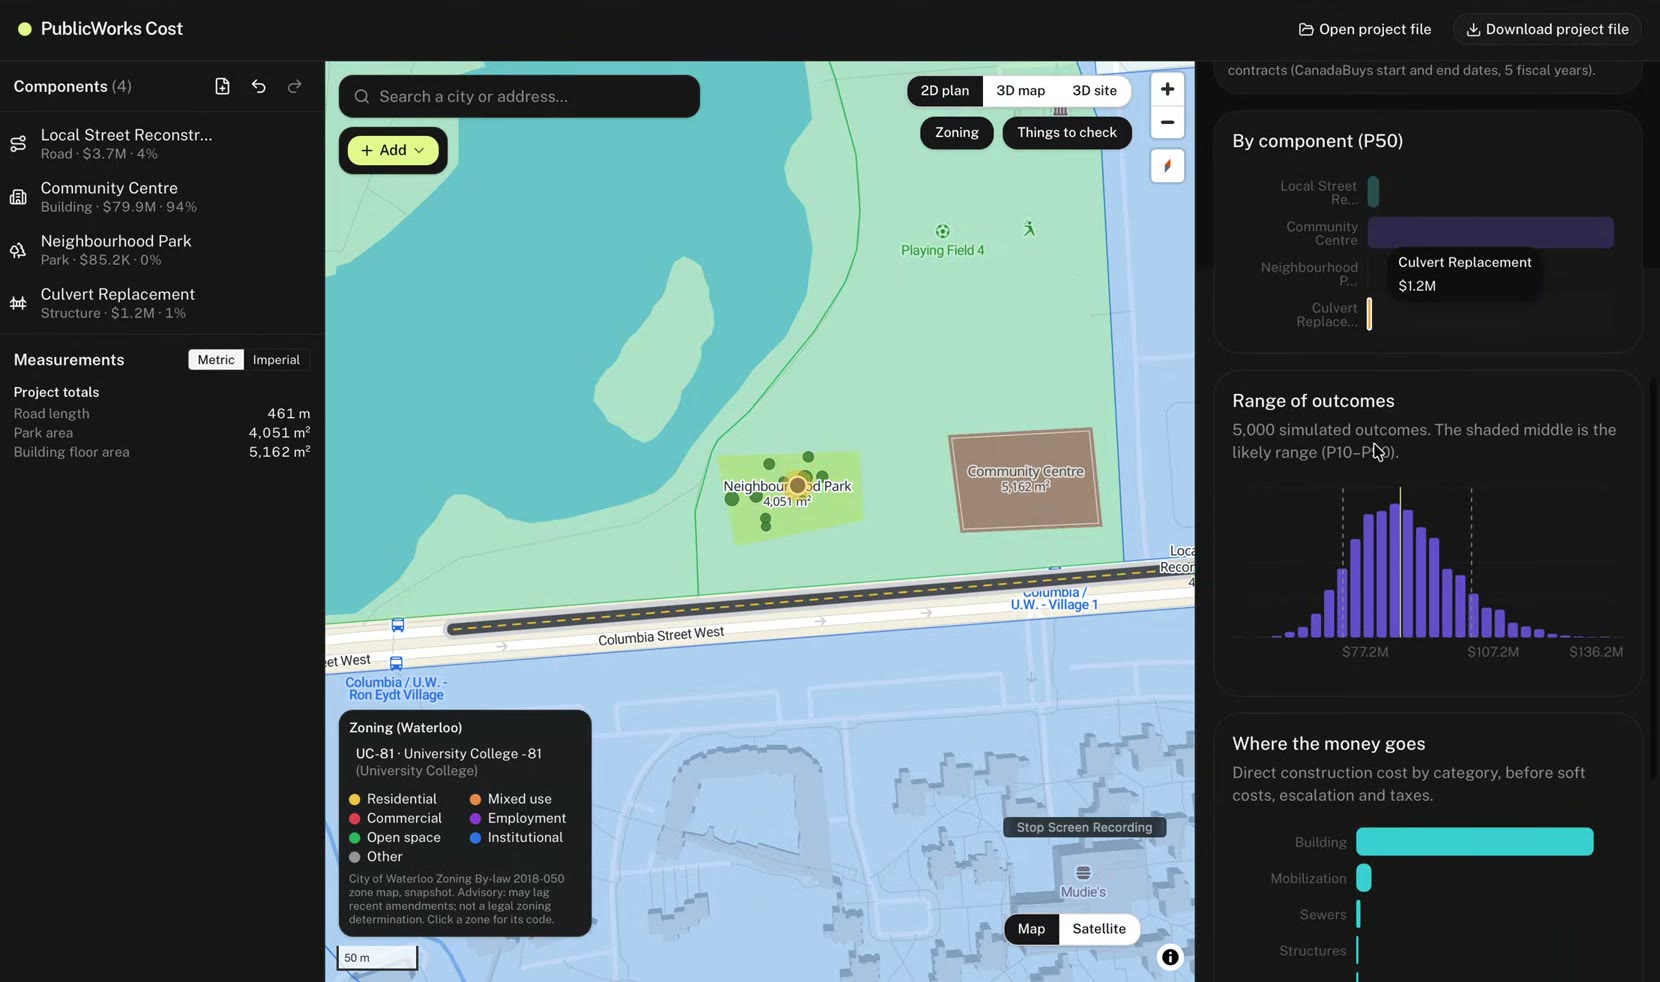 PublicWorks Cost
Open project file
Download project file
Components (4)
Local Street Reconstr...
Road · $3.7M · 4%
Community Centre
Building · $79.9M · 94%
Neighbourhood Park
Park · $85.2K · 0%
Culvert Replacement
Structure · $1.2M · 1%
Measurements
Metric
Imperial
Project totals
Road length 461 m
Park area 4,051 m²
Building floor area 5,162 m²
Search a city or address...
+ Add
2D plan
3D map
3D site
Zoning
Things to check
+
−
Playing Field 4
Neighbourhood Park
4,051 m²
Community Centre
5,162 m²
Loca
Recon
4
Columbia /
U.W. - Village 1
Columbia Street West
eet West
Columbia / U.W. -
Ron Eydt Village
Zoning (Waterloo)
UC-81 · University College - 81
(University College)
Residential
Mixed use
Commercial
Employment
Open space
Institutional
Other
City of Waterloo Zoning By-law 2018-050
zone map, snapshot. Advisory: may lag
recent amendments; not a legal zoning
determination. Click a zone for its code.
50 m
Stop Screen Recording
Mudie's
Map
Satellite
contracts (CanadaBuys start and end dates, 5 fiscal years).
By component (P50)
Local Street
Re...
Community
Centre
Neighbourhood
P...
Culvert
Replace...
Culvert Replacement
$1.2M
Range of outcomes
5,000 simulated outcomes. The shaded middle is the
likely range
$77.2M
$107.2M
$136.2M
Where the money goes
Direct construction cost by category, before soft
costs, escalation and taxes.
Building
Mobilization
Sewers
Structures